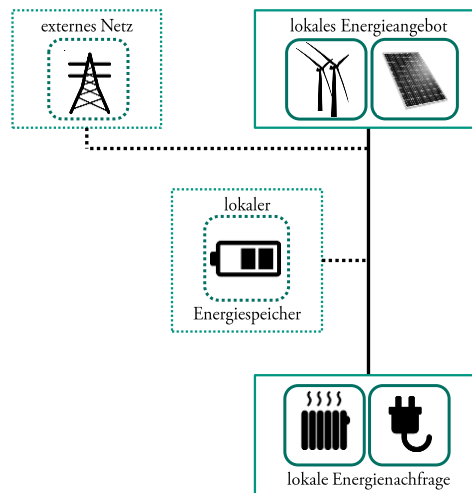 externes Netz
lokales Energieangebot
lokaler
Energiespeicher
lokale Energienachfrage